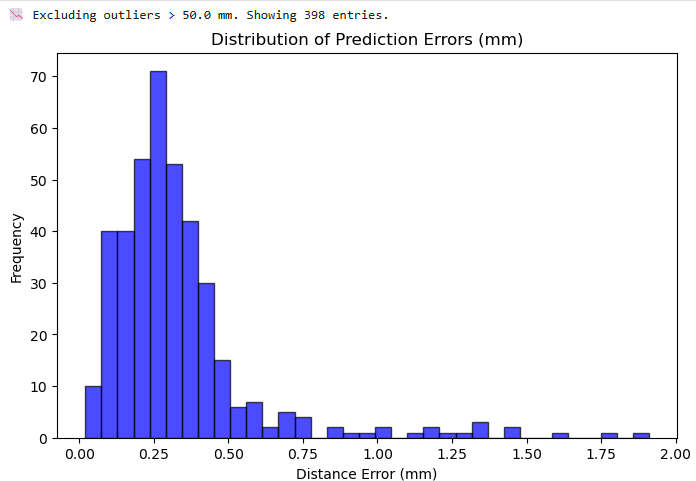 Excluding outliers > 50.0 mm. Showing 398 entries.
Distribution of Prediction Errors (mm)
70
60
50
40
30
20
10
0
Frequency
0.00 0.25 0.50 0.75 1.00 1.25 1.50 1.75 2.00
Distance Error (mm)